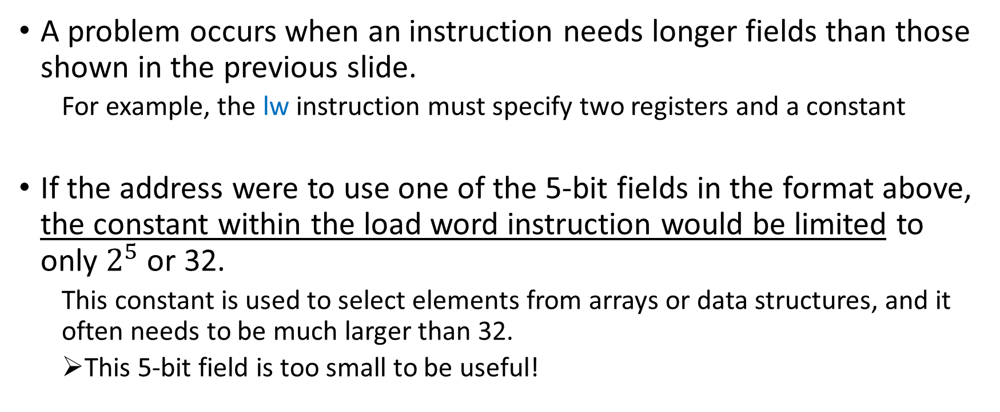 • A problem occurs when an instruction needs longer fields than those
shown in the previous slide.
For example, the lw instruction must specify two registers and a constant
• If the address were to use one of the 5-bit fields in the format above,
the constant within the load word instruction would be limited to
only 2⁵ or 32.
This constant is used to select elements from arrays or data structures, and it
often needs to be much larger than 32.
➢This 5-bit field is too small to be useful!